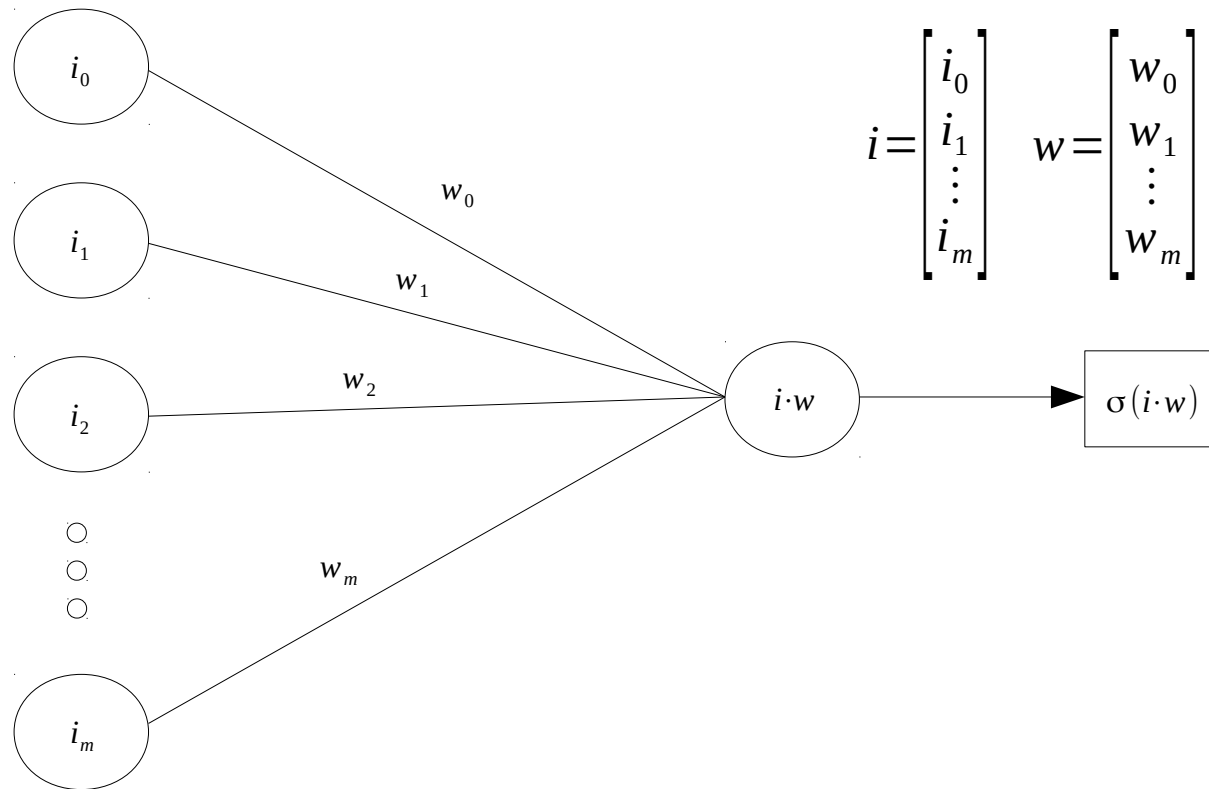 i₀
i₁
i₂
iₘ
w₀
w₁
w₂
wₘ
i·w
σ(i·w)
i=[i₀ i₁ ⋮ iₘ]
w=[w₀ w₁ ⋮ wₘ]